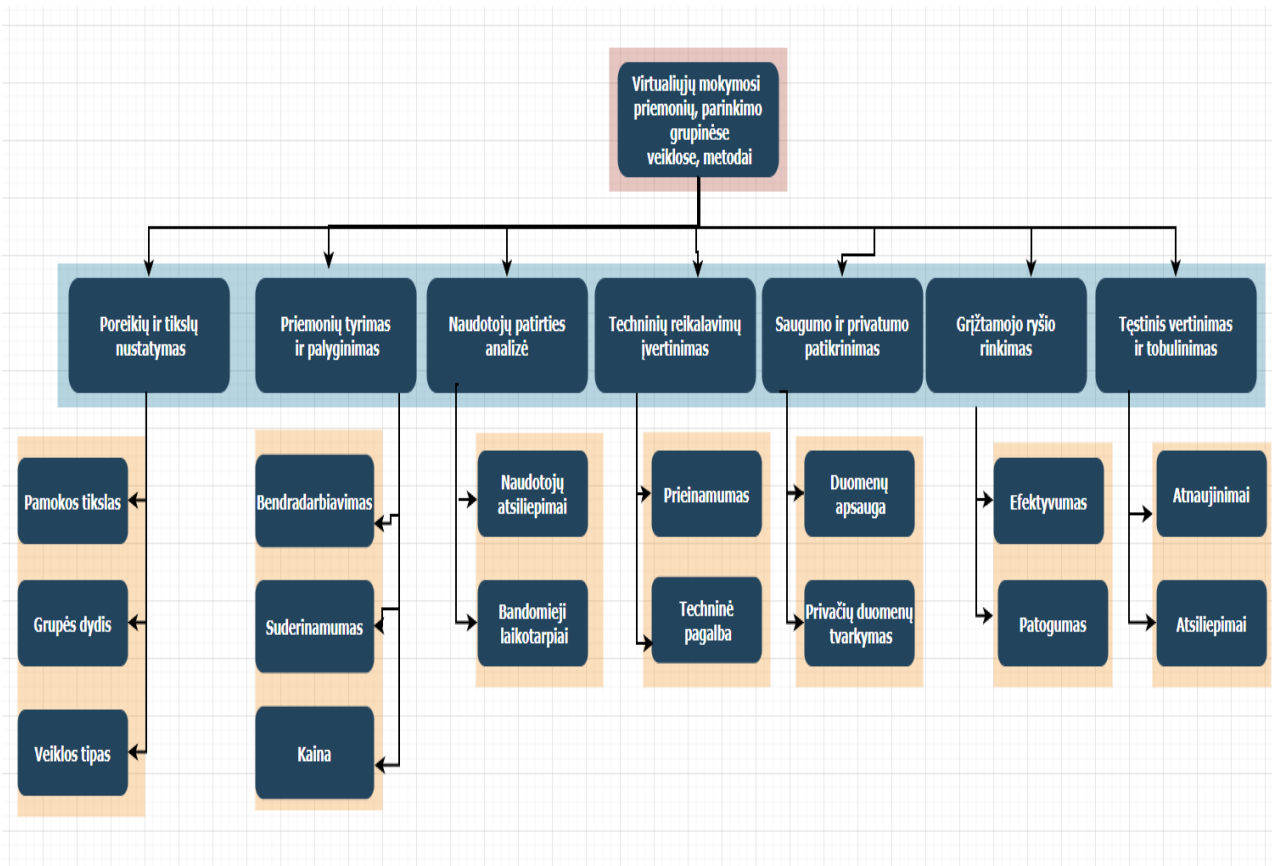 Virtualiųjų mokymosi
priemonių, parinkimo
grupinėse
veiklose, metodai
Poreikių ir tikslų
nustatymas
Priemonių tyrimas
ir palyginimas
Naudotojų patirties
analizė
Techninių reikalavimų
įvertinimas
Saugumo ir privatumo
patikrinimas
Grįžtamojo ryšio
rinkimas
Tęstinis vertinimas
ir tobulinimas
Pamokos tikslas
Grupės dydis
Veiklos tipas
Bendradarbiavimas
Suderinamumas
Kaina
Naudotojų
atsiliepimai
Bandomieji
laikotarpiai
Prieinamumas
Techninė
pagalba
Duomenų
apsauga
Privačių duomenų
tvarkymas
Efektyvumas
Patogumas
Atnaujinimai
Atsiliepimai